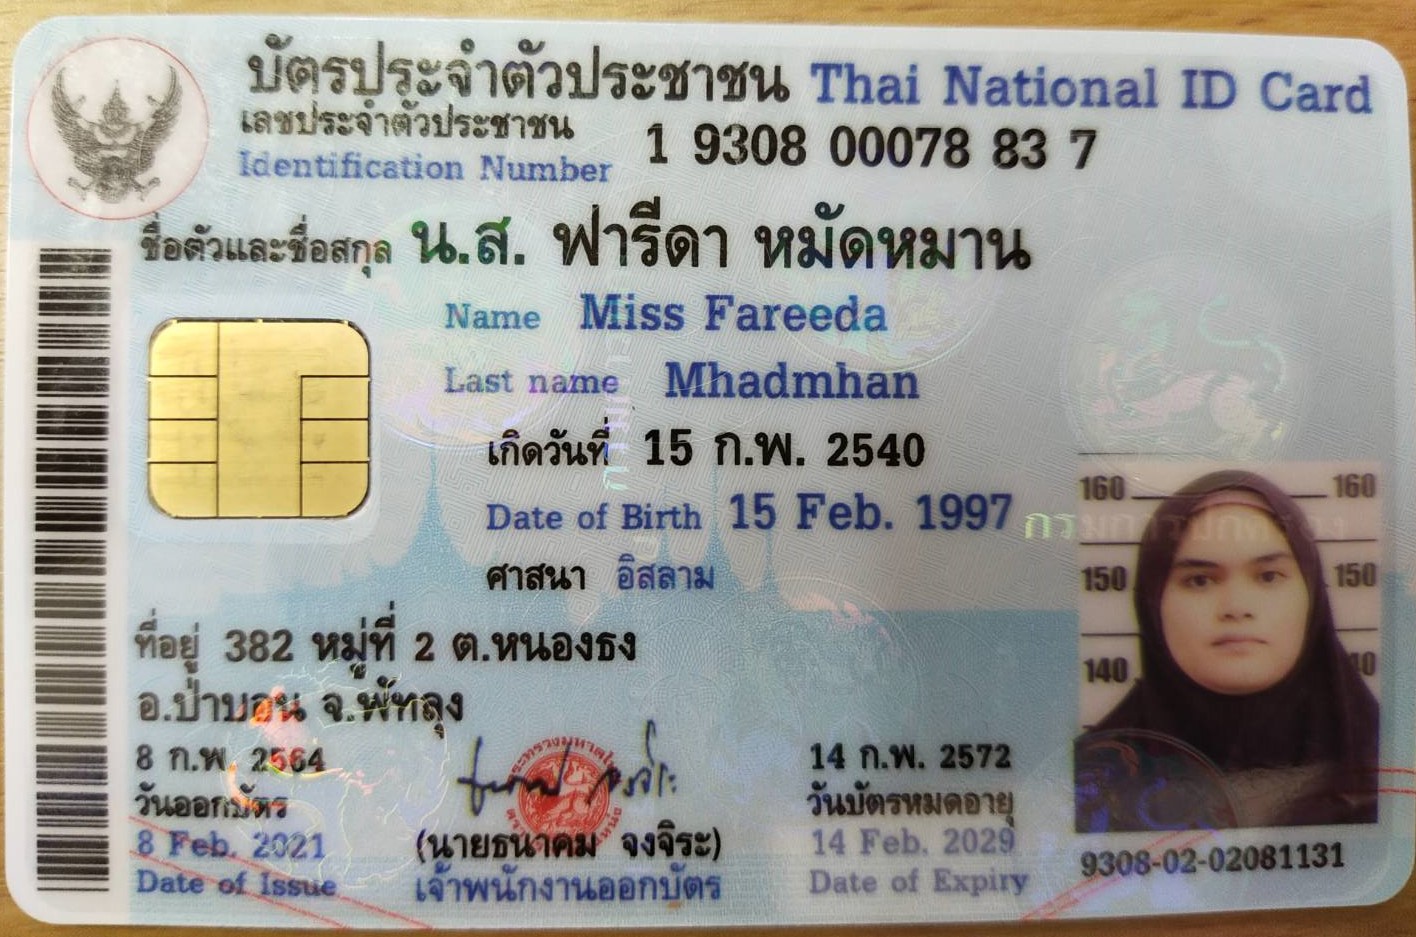 บัตรประจำตัวประชาชน Thai National ID Card
เลขประจำตัวประชาชน
Identification Number 1 9308 00078 83 7
ชื่อตัวและชื่อสกุล น.ส. ฟารีดา หมัดหมาน
Name Miss Fareeda
Last name Mhadmhan
เกิดวันที่ 15 ก.พ. 2540
Date of Birth 15 Feb. 1997
ศาสนา อิสลาม
ที่อยู่ 382 หมู่ที่ 2 ต.หนองธง
อ.ป่าบอน จ.พัทลุง
8 ก.พ. 2564
วันออกบัตร
8 Feb. 2021
Date of Issue
(นายธนาคม จงจิระ)
เจ้าพนักงานออกบัตร
14 ก.พ. 2572
วันบัตรหมดอายุ
14 Feb. 2029
Date of Expiry
160 160
150 150
140 40
9308-02-02081131